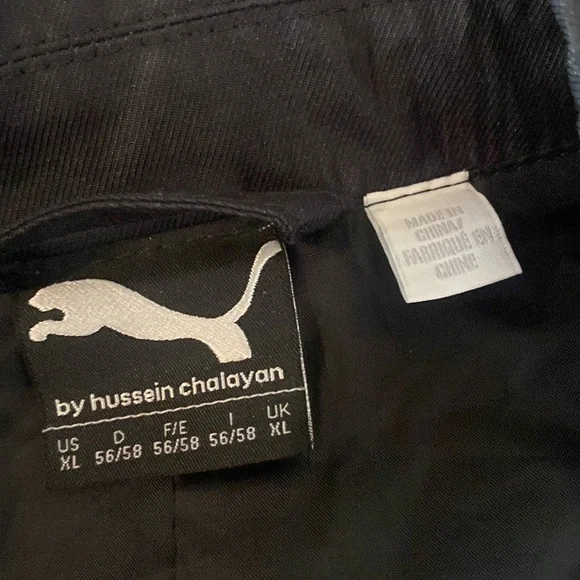 by hussein chalayan
US D F/E I UK
XL 56/58 56/58 56/58 XL
MADE IN
CHINA/
FABRIQUÉ EN
CHINE